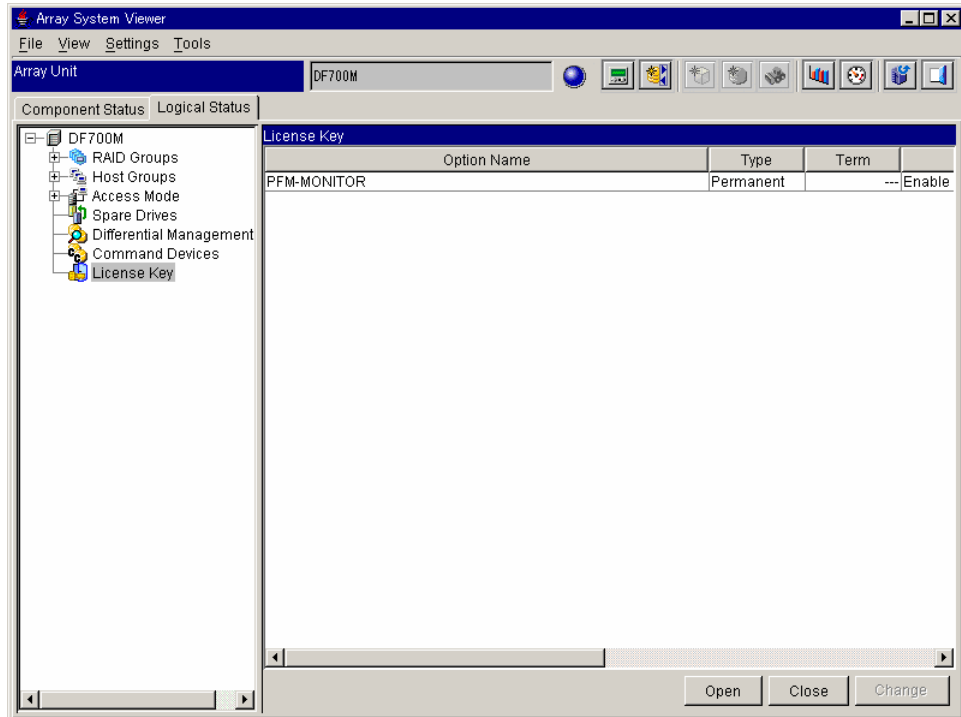 Array System Viewer
File View Settings Tools
Array Unit DF700M
Component Status Logical Status
DF700M
RAID Groups
Host Groups
Access Mode
Spare Drives
Differential Management
Command Devices
License Key
License Key
Option Name Type Term
PFM-MONITOR Permanent --- Enable
Open Close Change